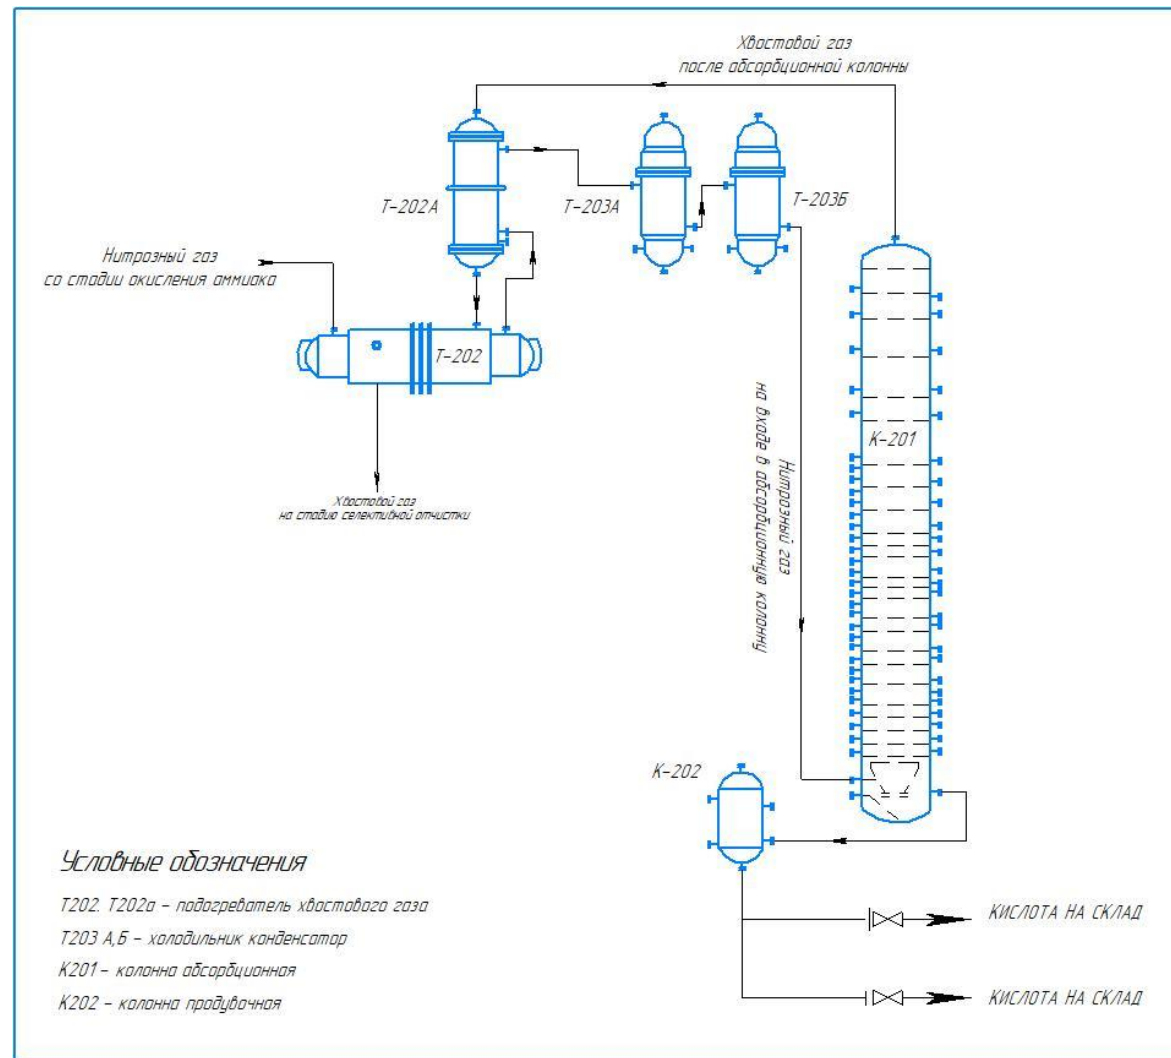 Хвостовой газ
после абсорбционной колонны
Т-202А
Т-203А
Т-203Б
Нитрозный газ
со стадии окисления аммиака
Т-202
Хвостовой газ
на стадию селективной отчистки
Нитрозный газ
на входе в абсорбционную колонну
К-201
К-202
Условные обозначения
Т202. Т202а - подогреватель хвостового газа
Т203 А,Б - холодильник конденсатор
К201 - колонна абсорбционная
К202 - колонна продувочная
КИСЛОТА НА СКЛАД
КИСЛОТА НА СКЛАД